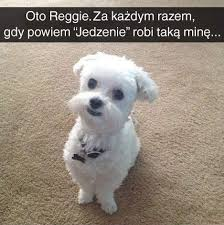 Oto Reggie. Za każdym razem,
gdy powiem "Jedzenie" robi taką minę...